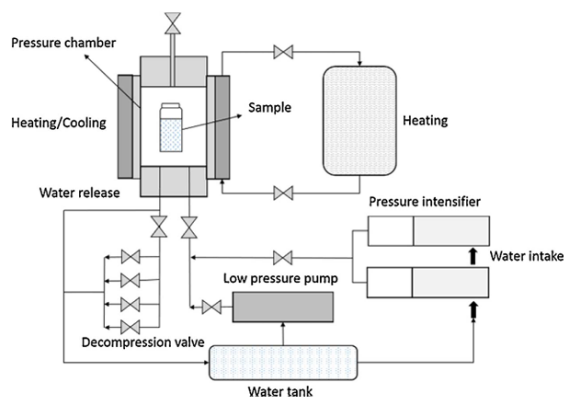 Pressure chamber
Sample
Heating/Cooling
Heating
Water release
Pressure intensifier
Water intake
Low pressure pump
Decompression valve
Water tank